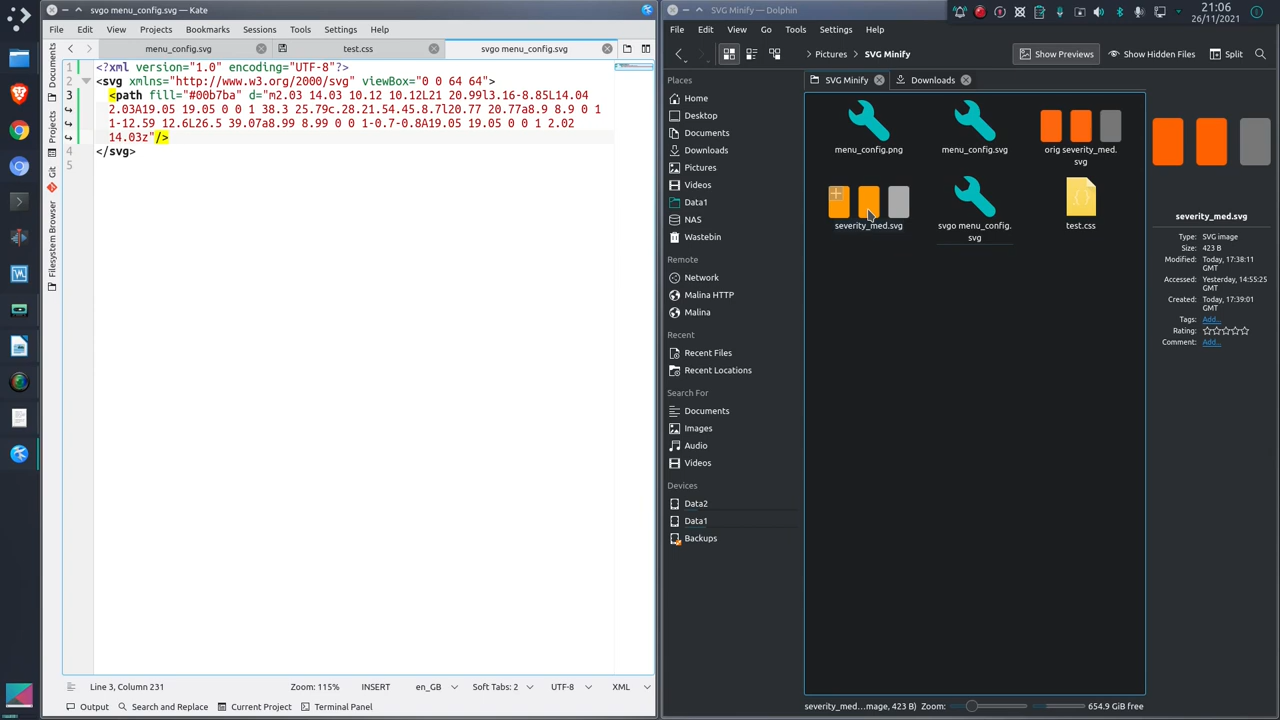 svgo menu_config.svg — Kate
File Edit View Projects Bookmarks Sessions Tools Settings Help
menu_config.svg test.css svgo menu_config.svg
Documents
Projects
Git
Filesystem Browser
1 <?xml version="1.0" encoding="UTF-8"?>
2 <svg xmlns="http://www.w3.org/2000/svg" viewBox="0 0 64 64">
3 <path fill="#00b7ba" d="m2.03 14.03 10.12 10.12L21 20.99l3.16-8.85L14.04
2.03A19.05 19.05 0 0 1 38.3 25.79c.28.21.54.45.8.7l20.77 20.77a8.9 8.9 0 1
1-12.59 12.6L26.5 39.07a8.99 8.99 0 0 1-0.7-0.8A19.05 19.05 0 0 1 2.02
14.03z"/>
4 </svg>
5
Line 3, Column 231 Zoom: 115% INSERT en_GB Soft Tabs: 2 UTF-8 XML
Output Search and Replace Current Project Terminal Panel
SVG Minify — Dolphin
21:06
26/11/2021
File Edit View Go Tools Settings Help
Pictures SVG Minify Show Previews Show Hidden Files Split
SVG Minify Downloads
Places
Home
Desktop
Documents
Downloads
Pictures
Videos
Data1
NAS
Wastebin
Remote
Network
Malina HTTP
Malina
Recent
Recent Files
Recent Locations
Search For
Documents
Images
Audio
Videos
Devices
Data2
Data1
Backups
menu_config.png menu_config.svg orig severity_med.
svg
severity_med.svg svgo menu_config.
svg
test.css
severity_med.svg
Type: SVG image
Size: 423 B
Modified: Today, 17:38:11
GMT
Accessed: Yesterday, 14:55:25
GMT
Created: Today, 17:39:01
GMT
Tags: Add...
Rating:
Comment: Add...
severity_med...mage, 423 B) Zoom: 654.9 GiB free